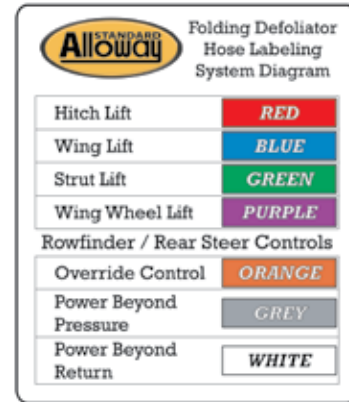 STANDARD
Alloway
Folding Defoliator
Hose Labeling
System Diagram
Hitch Lift RED
Wing Lift BLUE
Strut Lift GREEN
Wing Wheel Lift PURPLE
Rowfinder / Rear Steer Controls
Override Control ORANGE
Power Beyond
Pressure GREY
Power Beyond
Return WHITE